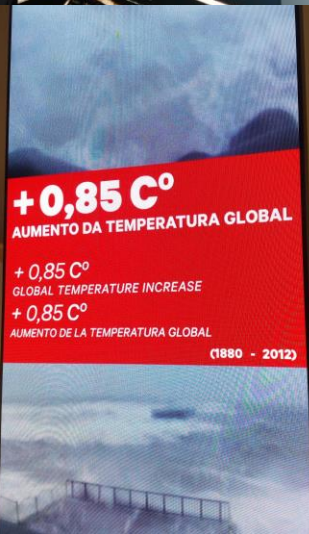 + 0,85 Cº
AUMENTO DA TEMPERATURA GLOBAL
+ 0,85 Cº
GLOBAL TEMPERATURE INCREASE
+ 0,85 Cº
AUMENTO DE LA TEMPERATURA GLOBAL
(1880 - 2012)